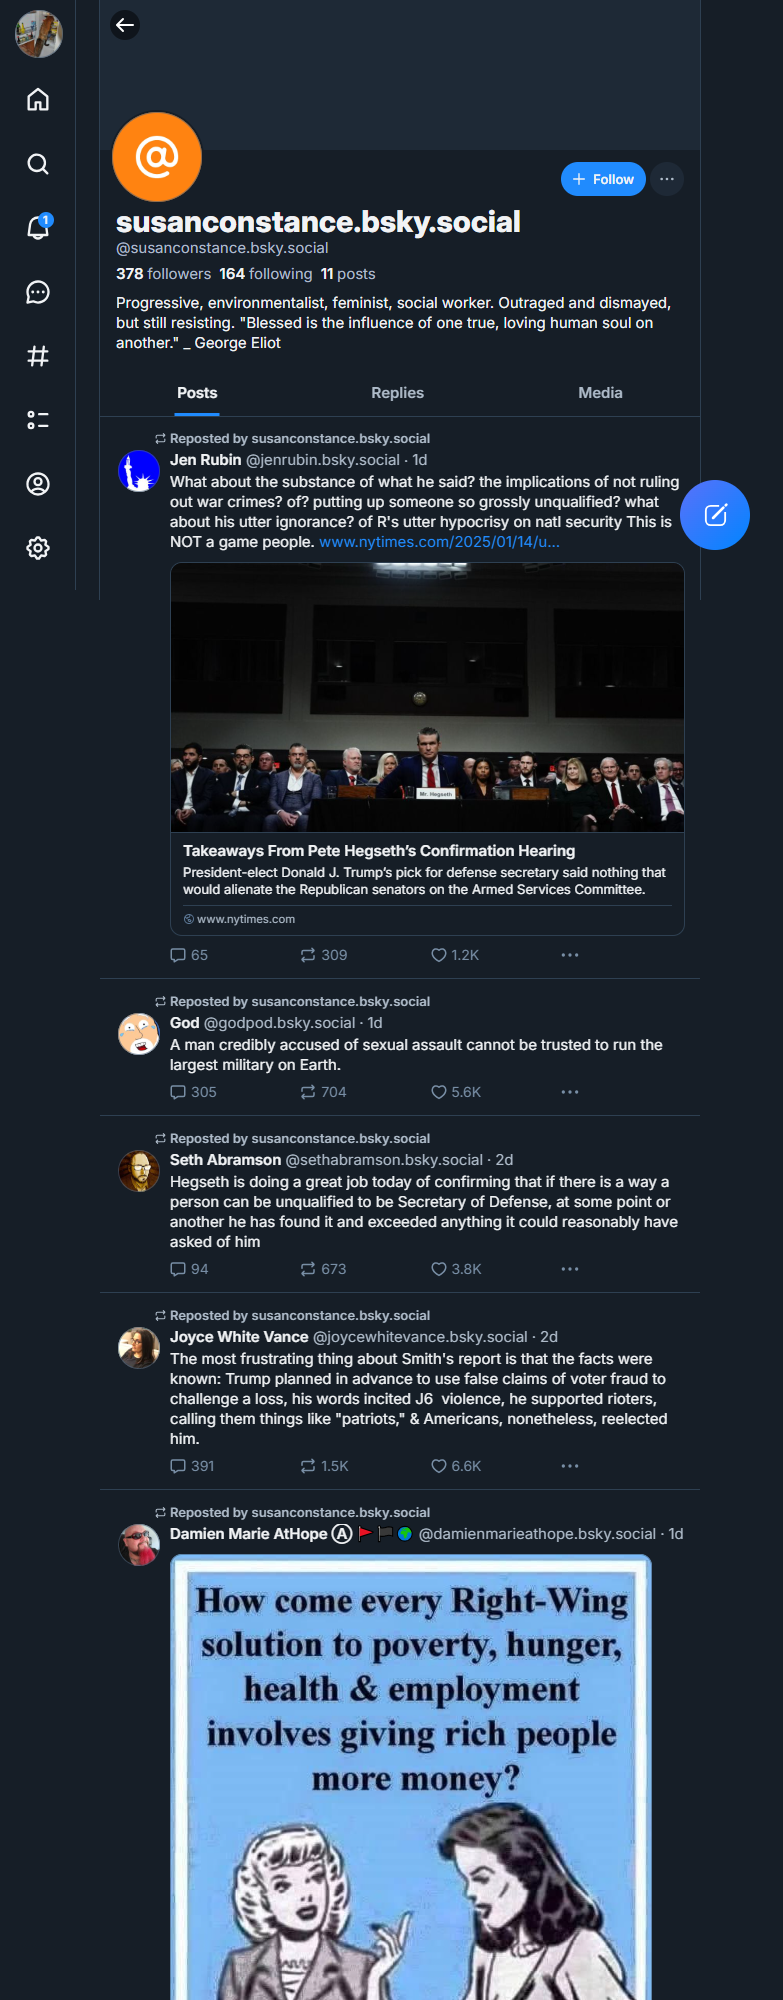 1
@
+ Follow
susanconstance.bsky.social
@susanconstance.bsky.social
378 followers 164 following 11 posts
Progressive, environmentalist, feminist, social worker. Outraged and dismayed,
but still resisting. "Blessed is the influence of one true, loving human soul on
another." _ George Eliot
Posts Replies Media
Reposted by susanconstance.bsky.social
Jen Rubin @jenrubin.bsky.social · 1d
What about the substance of what he said? the implications of not ruling
out war crimes? of? putting up someone so grossly unqualified? what
about his utter ignorance? of R's utter hypocrisy on natl security This is
NOT a game people. www.nytimes.com/2025/01/14/u...
Mr. Hegseth
Takeaways From Pete Hegseth's Confirmation Hearing
President-elect Donald J. Trump's pick for defense secretary said nothing that
would alienate the Republican senators on the Armed Services Committee.
www.nytimes.com
65 309 1.2K
Reposted by susanconstance.bsky.social
God @godpod.bsky.social · 1d
A man credibly accused of sexual assault cannot be trusted to run the
largest military on Earth.
305 704 5.6K
Reposted by susanconstance.bsky.social
Seth Abramson @sethabramson.bsky.social · 2d
Hegseth is doing a great job today of confirming that if there is a way a
person can be unqualified to be Secretary of Defense, at some point or
another he has found it and exceeded anything it could reasonably have
asked of him
94 673 3.8K
Reposted by susanconstance.bsky.social
Joyce White Vance @joycewhitevance.bsky.social · 2d
The most frustrating thing about Smith's report is that the facts were
known: Trump planned in advance to use false claims of voter fraud to
challenge a loss, his words incited J6 violence, he supported rioters,
calling them things like "patriots," & Americans, nonetheless, reelected
him.
391 1.5K 6.6K
Reposted by susanconstance.bsky.social
Damien Marie AtHope Ⓐ 🚩🏴🌍 @damienmarieathope.bsky.social · 1d
How come every Right-Wing
solution to poverty, hunger,
health & employment
involves giving rich people
more money?